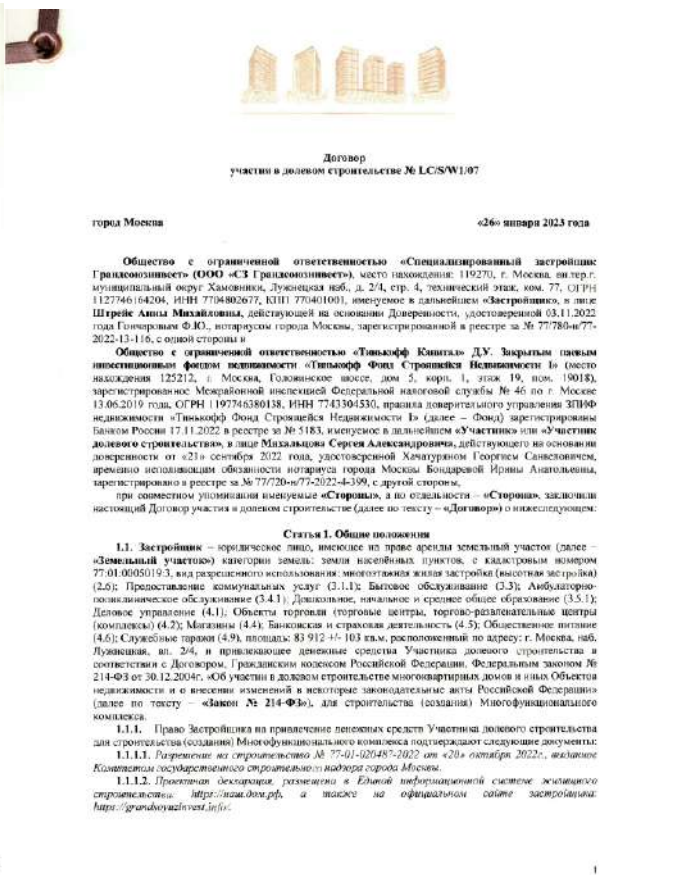 Договор
участия в долевом строительстве № LC/S/W1/07
город Москва «26» января 2023 года
Общество с ограниченной ответственностью «Специализированный застройщик
Грандсоюзинвест» (ООО «СЗ Грандсоюзинвест»), место нахождения: 119270, г. Москва, вн.тер.г.
муниципальный округ Хамовники, Лужнецкая наб., д. 2/4, стр. 4, технический этаж, ком. 77, ОГРН
1127746164204, ИНН 7704802677, КПП 770401001, именуемое в дальнейшем «Застройщик», в лице
Штрейс Анны Михайловны, действующей на основании Доверенности, удостоверенной 03.11.2022
года Гончаровым Ф.Ю., нотариусом города Москвы, зарегистрированной в реестре за № 77/780-н/77-
2022-13-116, с одной стороны и
Общество с ограниченной ответственностью «Тинькофф Капитал» Д.У. Закрытым паевым
инвестиционным фондом недвижимости «Тинькофф Фонд Строящейся Недвижимости I» (место
нахождения 125212, г. Москва, Головинское шоссе, дом 5, корп. 1, этаж 19, пом. 19018),
зарегистрированное Межрайонной инспекцией Федеральной налоговой службы № 46 по г. Москве
13.06.2019 года, ОГРН 1197746380138, ИНН 7743304530, правила доверительного управления ЗПИФ
недвижимости «Тинькофф Фонд Строящейся Недвижимости I» (далее – Фонд) зарегистрированы
Банком России 17.11.2022 в реестре за № 5183, именуемое в дальнейшем «Участник» или «Участник
долевого строительства», в лице Михальцова Сергея Александровича, действующего на основании
доверенности от «21» сентября 2022 года, удостоверенной Хачатуряном Георгием Санвеловичем,
временно исполняющим обязанности нотариуса города Москвы Бондаревой Ирины Анатольевны,
зарегистрировано в реестре за № 77/720-н/77-2022-4-399, с другой стороны,
при совместном упоминании именуемые «Стороны», а по отдельности – «Сторона», заключили
настоящий Договор участия в долевом строительстве (далее по тексту – «Договор») о нижеследующем:
Статья 1. Общие положения
1.1. Застройщик – юридическое лицо, имеющее на праве аренды земельный участок (далее –
«Земельный участок») категории земель: земли населённых пунктов, с кадастровым номером
77:01:0005019:3, вид разрешенного использования: многоэтажная жилая застройка (высотная застройка)
(2.6); Предоставление коммунальных услуг (3.1.1); Бытовое обслуживание (3.3); Амбулаторно-
поликлиническое обслуживание (3.4.1); Дошкольное, начальное и среднее общее образование (3.5.1);
Деловое управление (4.1); Объекты торговли (торговые центры, торгово-развлекательные центры
(комплексы) (4.2); Магазины (4.4); Банковская и страховая деятельность (4.5); Общественное питание
(4.6); Служебные гаражи (4.9), площадь: 83 912 +/- 103 кв.м, расположенный по адресу: г. Москва, наб.
Лужнецкая, вл. 2/4, и привлекающее денежные средства Участника долевого строительства в
соответствии с Договором, Гражданским кодексом Российской Федерации, Федеральным законом №
214-ФЗ от 30.12.2004г. «Об участии в долевом строительстве многоквартирных домов и иных Объектов
недвижимости и о внесении изменений в некоторые законодательные акты Российской Федерации»
(далее по тексту – «Закон № 214-ФЗ»), для строительства (создания) Многофункционального
комплекса.
1.1.1. Право Застройщика на привлечение денежных средств Участника долевого строительства
для строительства (создания) Многофункционального комплекса подтверждают следующие документы:
1.1.1.1. Разрешение на строительство № 77-01-020487-2022 от «20» октября 2022г., выданное
Комитетом государственного строительного надзора города Москвы.
1.1.1.2. Проектная декларация, размещена в Единой информационной системе жилищного
строительства: https://наш.дом.рф, а также на официальном сайте застройщика:
https://grandsoyuzinvest.info/.
1